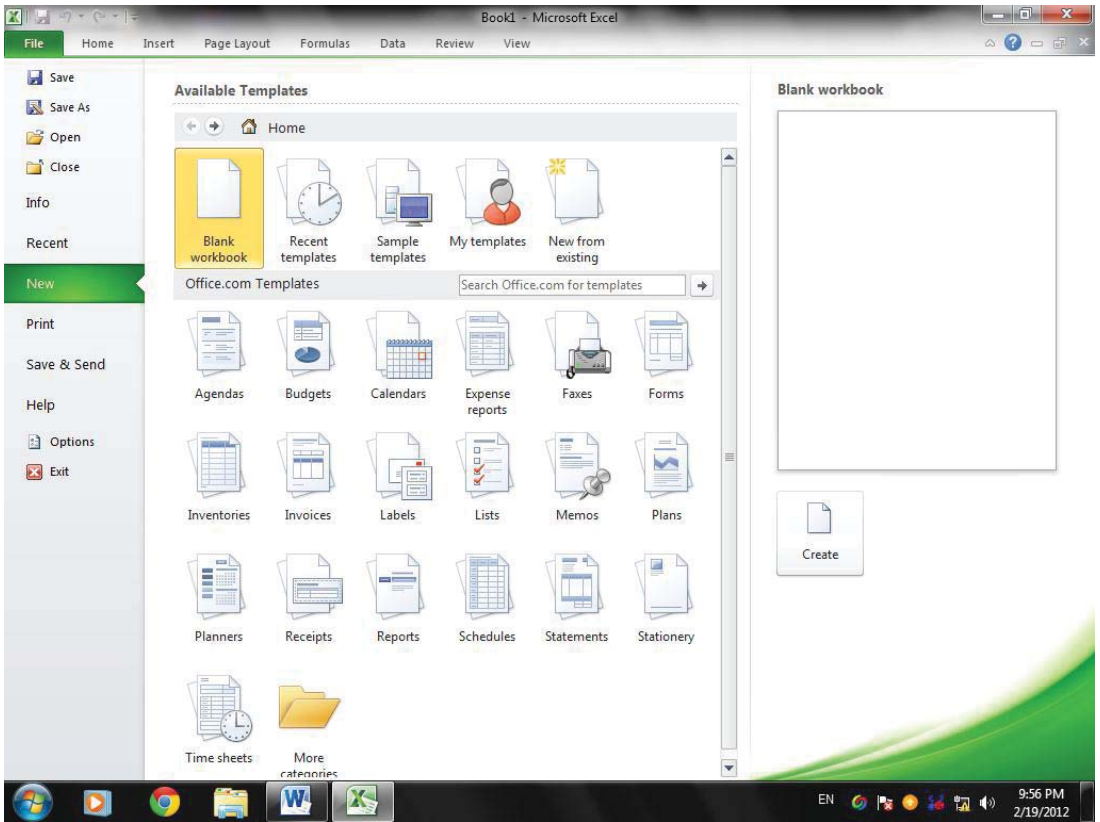 Book1 - Microsoft Excel
File Home Insert Page Layout Formulas Data Review View
Save
Save As
Open
Close
Info
Recent
New
Print
Save & Send
Help
Options
Exit
Available Templates
Home
Blank workbook
Recent templates
Sample templates
My templates
New from existing
Office.com Templates
Search Office.com for templates
Agendas
Budgets
Calendars
Expense reports
Faxes
Forms
Inventories
Invoices
Labels
Lists
Memos
Plans
Planners
Receipts
Reports
Schedules
Statements
Stationery
Time sheets
More categories
Blank workbook
Create
EN
9:56 PM
2/19/2012